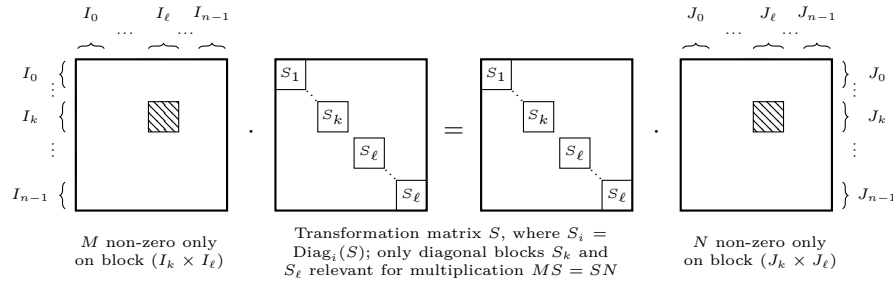 I_0 I_ℓ I_{n−1} J_0 J_ℓ J_{n−1}
... ... ... ...
I_0 S_1 S_1 J_0
⋮ ⋮
I_k S_k S_k J_k
· = ·
⋮ S_ℓ S_ℓ ⋮
I_{n−1} S_ℓ S_ℓ J_{n−1}
M non-zero only
on block (I_k × I_ℓ)
Transformation matrix S, where S_i =
Diag_i(S); only diagonal blocks S_k and
S_ℓ relevant for multiplication MS = SN
N non-zero only
on block (J_k × J_ℓ)